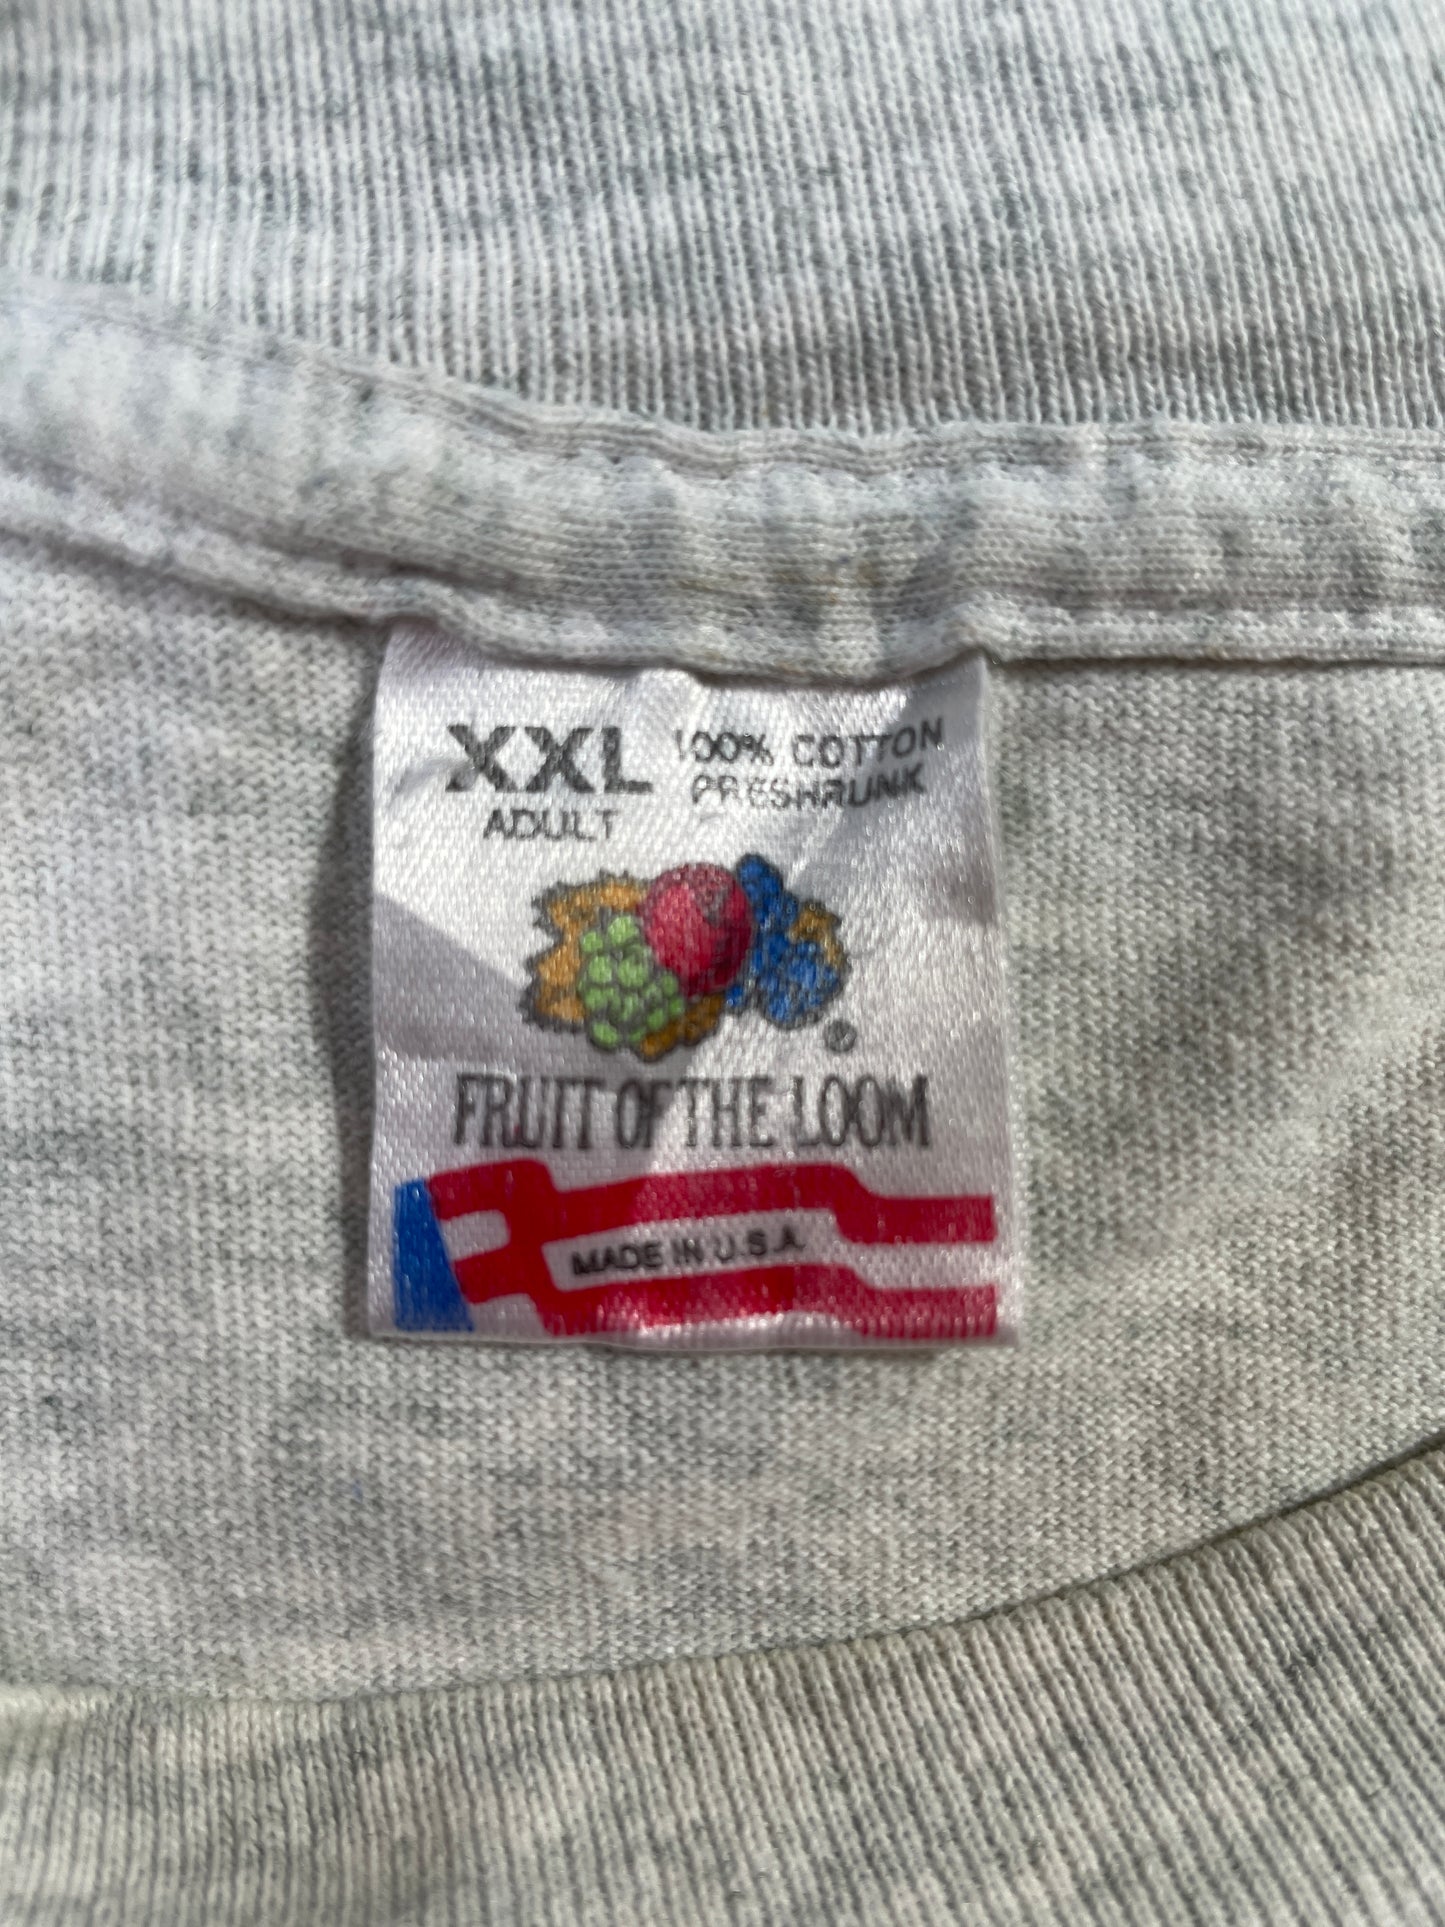 XXL
ADULT
100% COTTON
PRESHRUNK
®
FRUIT OF THE LOOM
MADE IN U.S.A.